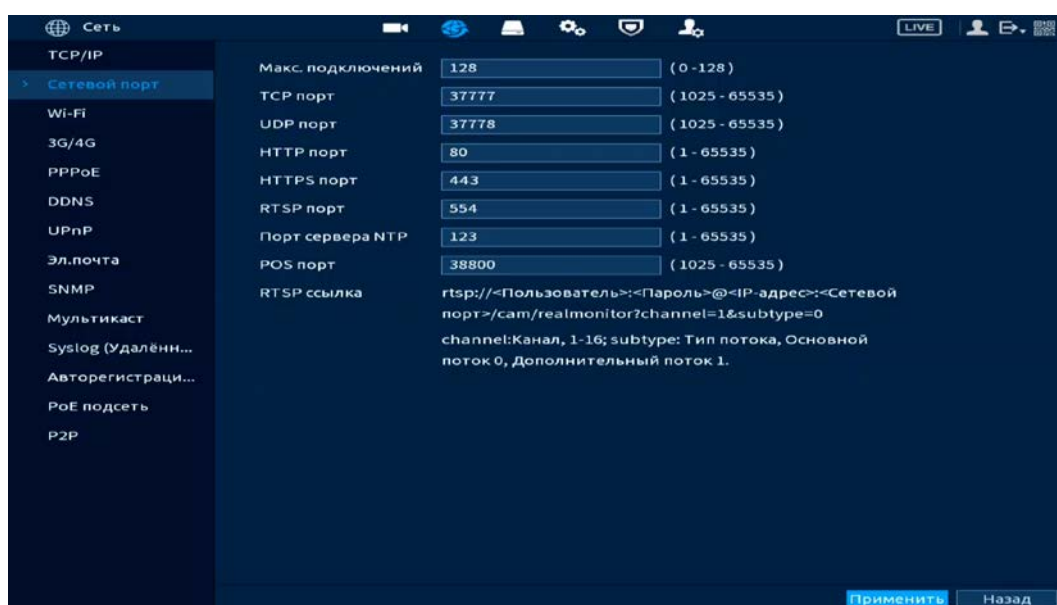 Сеть
LIVE
TCP/IP
Сетевой порт
Wi-Fi
3G/4G
PPPoE
DDNS
UPnP
Эл.почта
SNMP
Мультикаст
Syslog (Удалённ...
Авторегистраци...
PoE подсеть
P2P
Макс. подключений 128 (0-128)
TCP порт 37777 (1025 - 65535)
UDP порт 37778 (1025 - 65535)
HTTP порт 80 (1 - 65535)
HTTPS порт 443 (1 - 65535)
RTSP порт 554 (1 - 65535)
Порт сервера NTP 123 (1 - 65535)
POS порт 38800 (1025 - 65535)
RTSP ссылка rtsp://<Пользователь>:<Пароль>@<IP-адрес>:<Сетевой
порт>/cam/realmonitor?channel=1&subtype=0
channel:Канал, 1-16; subtype: Тип потока, Основной
поток 0, Дополнительный поток 1.
Применить
Назад